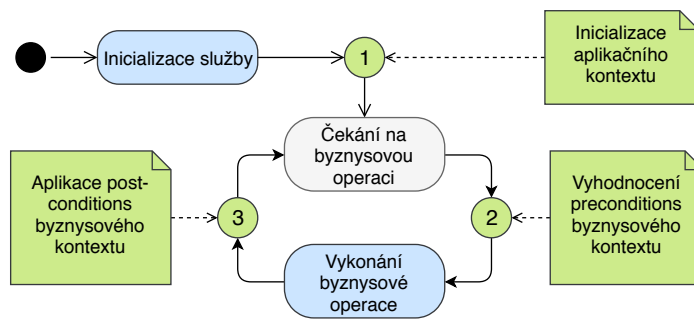 Inicializace služby
1
Inicializace
aplikačního
kontextu
Čekání na
byznysovou
operaci
Aplikace post-
conditions
byznysového
kontextu
3
2
Vyhodnocení
preconditions
byznysového
kontextu
Vykonání
byznysové
operace